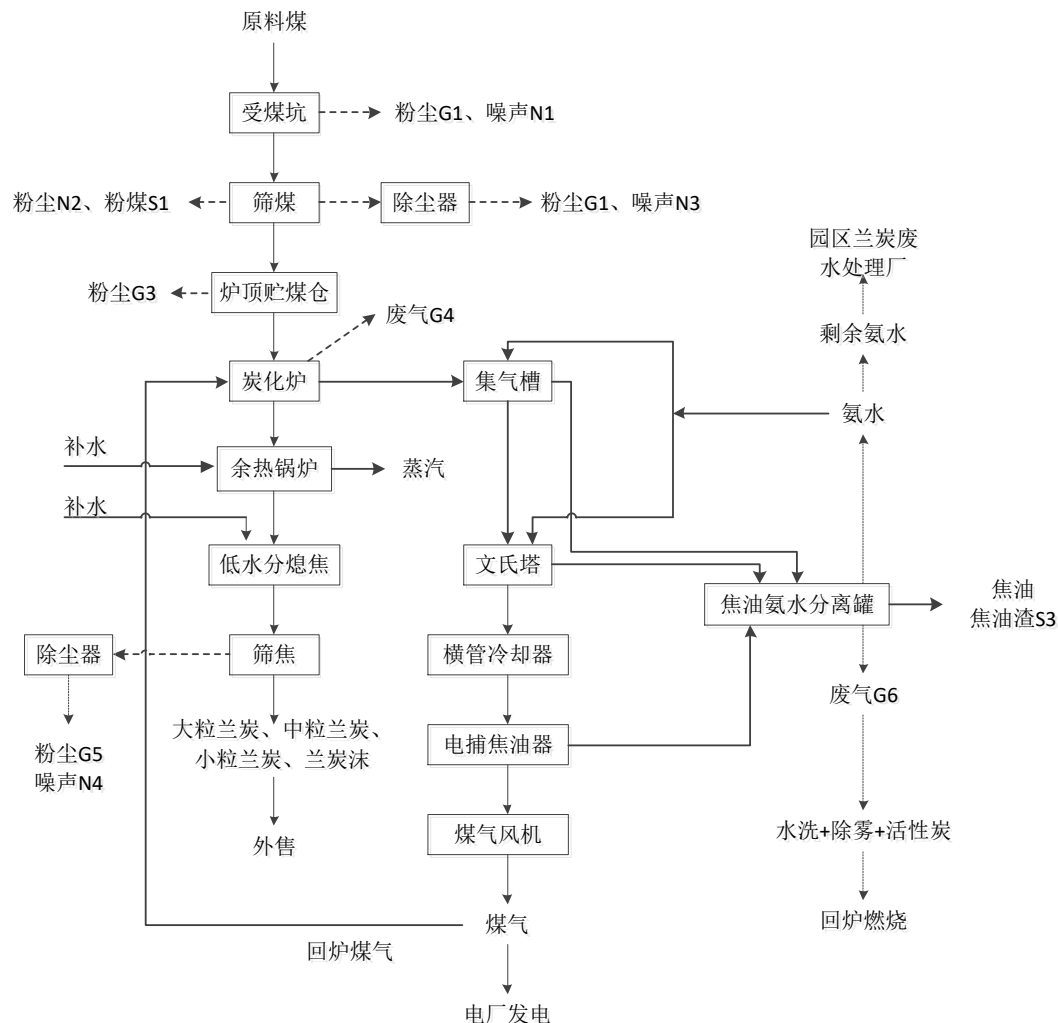 原料煤
受煤坑
粉尘G1、噪声N1
粉尘N2、粉煤S1
筛煤
除尘器
粉尘G1、噪声N3
园区兰炭废
水处理厂
粉尘G3
炉顶贮煤仓
废气G4
剩余氨水
炭化炉
集气槽
氨水
补水
余热锅炉
蒸汽
补水
低水分熄焦
文氏塔
焦油氨水分离罐
焦油
焦油渣S3
除尘器
筛焦
横管冷却器
废气G6
粉尘G5
噪声N4
大粒兰炭、中粒兰炭、
小粒兰炭、兰炭沫
电捕焦油器
外售
煤气风机
水洗+除雾+活性炭
煤气
回炉煤气
回炉燃烧
电厂发电